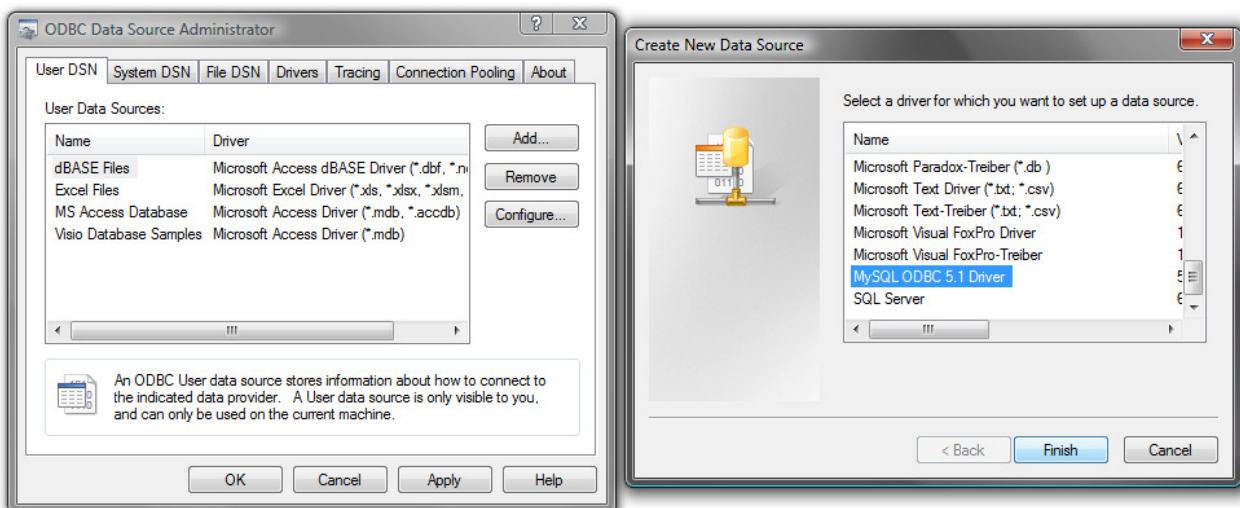 ODBC Data Source Administrator
User DSN System DSN File DSN Drivers Tracing Connection Pooling About
User Data Sources:
Name Driver
dBASE Files Microsoft Access dBASE Driver (*.dbf, *.n
Excel Files Microsoft Excel Driver (*.xls, *.xlsx, *.xlsm,
MS Access Database Microsoft Access Driver (*.mdb, *.accdb)
Visio Database Samples Microsoft Access Driver (*.mdb)
Add...
Remove
Configure...
An ODBC User data source stores information about how to connect to
the indicated data provider. A User data source is only visible to you,
and can only be used on the current machine.
OK Cancel Apply Help
Create New Data Source
Select a driver for which you want to set up a data source.
Name V
Microsoft Paradox-Treiber (*.db ) 6
Microsoft Text Driver (*.txt; *.csv) 6
Microsoft Text-Treiber (*.txt; *.csv) 6
Microsoft Visual FoxPro Driver 1
Microsoft Visual FoxPro-Treiber 1
MySQL ODBC 5.1 Driver 5
SQL Server 6
< Back Finish Cancel